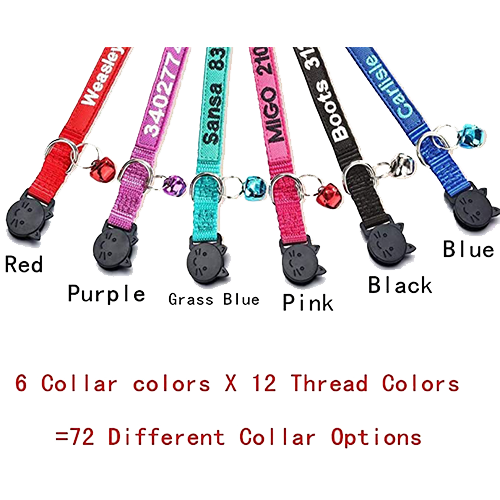 Weasley
3402772
Sansa 83
MIGO 210
Boots 31
Carlisle
Red
Purple
Grass Blue
Pink
Black
Blue
6 Collar colors X 12 Thread Colors
=72 Different Collar Options